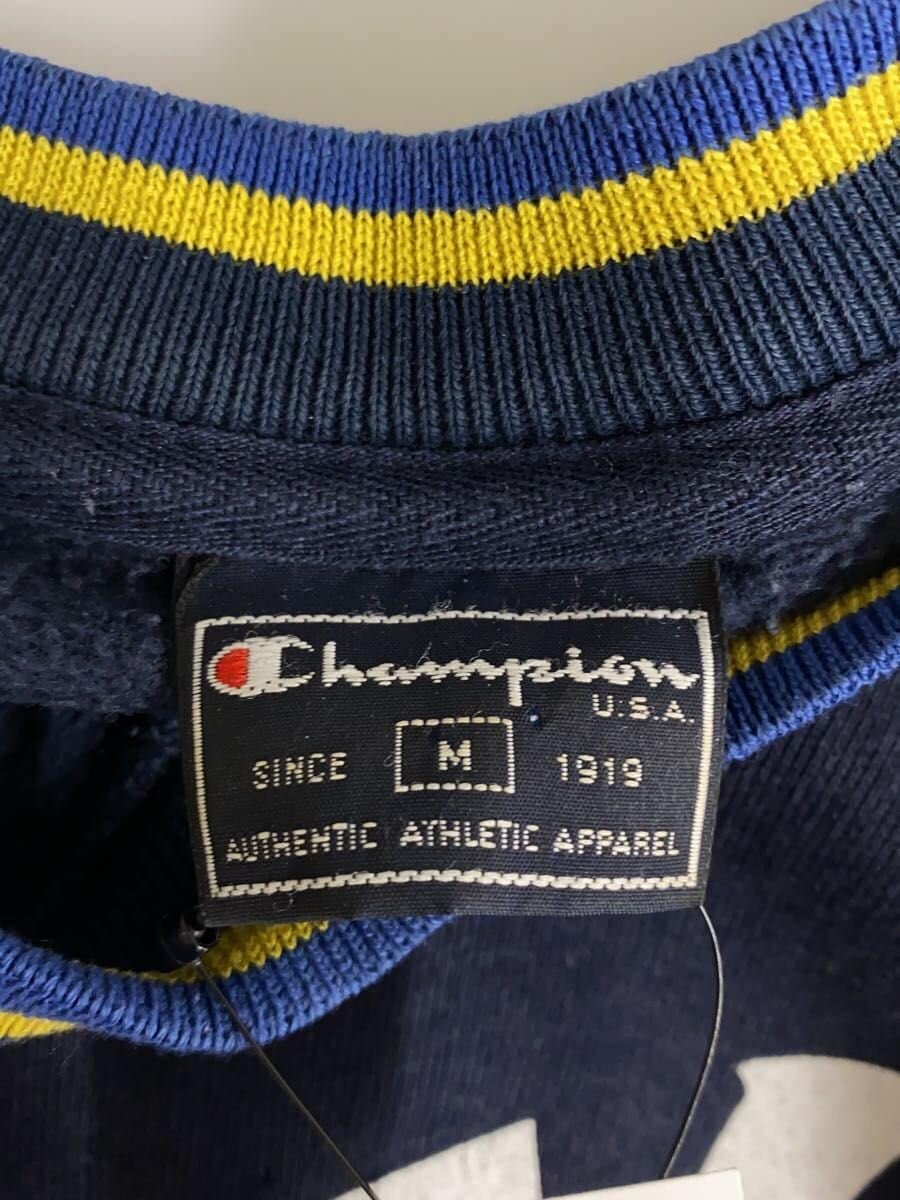 Champion
U.S.A.
SINCE M 1919
AUTHENTIC ATHLETIC APPAREL